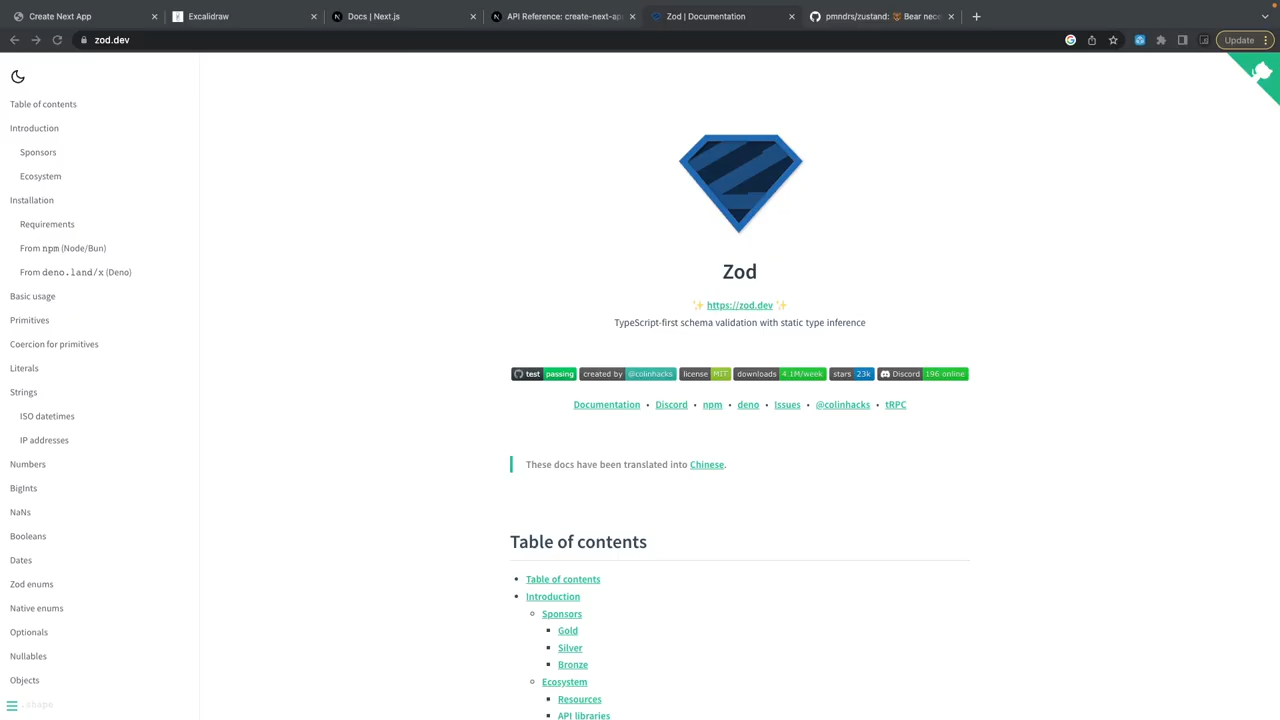 Create Next App
Excalidraw
Docs | Next.js
API Reference: create-next-ap
Zod | Documentation
pmndrs/zustand: 🐻 Bear nece
zod.dev
Update
Table of contents
Introduction
Sponsors
Ecosystem
Installation
Requirements
From npm (Node/Bun)
From deno.land/x (Deno)
Basic usage
Primitives
Coercion for primitives
Literals
Strings
ISO datetimes
IP addresses
Numbers
BigInts
NaNs
Booleans
Dates
Zod enums
Native enums
Optionals
Nullables
Objects
.shape
Zod
✨ https://zod.dev ✨
TypeScript-first schema validation with static type inference
test passing created by @colinhacks license MIT downloads 4.1M/week stars 23k Discord 196 online
Documentation • Discord • npm • deno • Issues • @colinhacks • tRPC
These docs have been translated into Chinese.
Table of contents
Table of contents
Introduction
Sponsors
Gold
Silver
Bronze
Ecosystem
Resources
API libraries